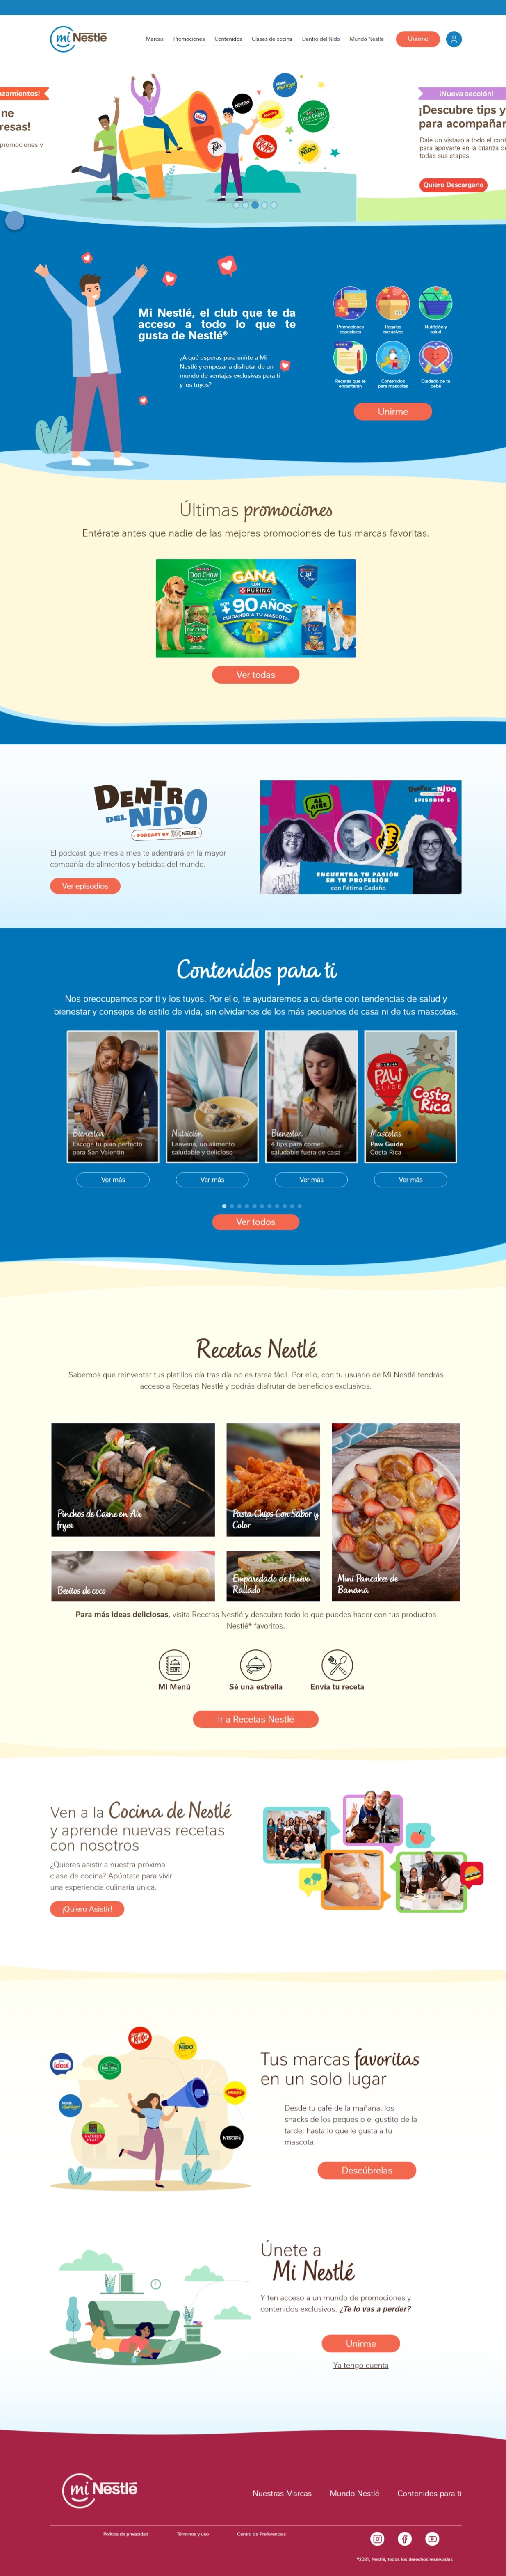 mi Nestlé
Marcas Promociones Contenidos Clases de cocina Dentro del Nido Mundo Nestlé Unirme
nzamientos!
ne
resas!
promociones y
¡Nueva sección!
¡Descubre tips y
para acompañar
Dale un vistazo a todo el cont
para apoyarte en la crianza d
todas sus etapas.
Quiero Descargarlo
Mi Nestlé, el club que te da
acceso a todo lo que te
gusta de Nestlé®
¿A qué esperas para unirte a Mi
Nestlé y empezar a disfrutar de un
mundo de ventajas exclusivas para ti
y los tuyos?
Promociones
especiales
Regalos
exclusivos
Nutrición y
salud
Recetas que te
encantarán
Contenidos
para mascotas
Cuidado de tu
bebé
Unirme
Últimas promociones
Entérate antes que nadie de las mejores promociones de tus marcas favoritas.
DOG CHOW
GANA
CON
PURINA
Cat Chow
+90 AÑOS
CUIDANDO A TU MASCOTA
Ver todas
DENTRO
DEL NIDO
PODCAST BY Nestlé
El podcast que mes a mes te adentrará en la mayor
compañía de alimentos y bebidas del mundo.
Ver episodios
AL
AIRE
DENTRO DEL NIDO
EPISODIO 5
ENCUENTRA TU PASIÓN
EN TU PROFESIÓN
con Fátima Cedeño
Contenidos para ti
Nos preocupamos por ti y los tuyos. Por ello, te ayudaremos a cuidarte con tendencias de salud y
bienestar y consejos de estilo de vida, sin olvidarnos de los más pequeños de casa ni de tus mascotas.
Bienestar
Escoge tu plan perfecto
para San Valentín
Nutrición
La avena, un alimento
saludable y delicioso
Bienestar
4 tips para comer
saludable fuera de casa
PURINA
PAW
GUIDE
Costa
Rica
Mascotas
Paw Guide
Costa Rica
Ver más
Ver más
Ver más
Ver más
Ver todos
Recetas Nestlé
Sabemos que reinventar tus platillos día tras día no es tarea fácil. Por ello, con tu usuario de Mi Nestlé tendrás
acceso a Recetas Nestlé y podrás disfrutar de beneficios exclusivos.
Pinchos de Carne en Air
fryer
Pasta Chips Con Sabor y
Color
Besitos de coco
Emparedado de Huevo
Rallado
Mini Pancakes de
Banana
Para más ideas deliciosas, visita Recetas Nestlé y descubre todo lo que puedes hacer con tus productos
Nestlé® favoritos.
Mi Menú
Sé una estrella
Envía tu receta
Ir a Recetas Nestlé
Ven a la Cocina de Nestlé
y aprende nuevas recetas
con nosotros
¿Quieres asistir a nuestra próxima
clase de cocina? Apúntate para vivir
una experiencia culinaria única.
¡Quiero Asistir!
KitKat
NIDO
ideal
NESCAFÉ
NATURE'S
HEART
Tus marcas favoritas
en un solo lugar
Desde tu café de la mañana, los
snacks de los peques o el gustito de la
tarde; hasta lo que le gusta a tu
mascota.
Descúbrelas
Únete a
Mi Nestlé
Y ten acceso a un mundo de promociones y
contenidos exclusivos. ¿Te lo vas a perder?
Unirme
Ya tengo cuenta
mi Nestlé
Nuestras Marcas - Mundo Nestlé - Contenidos para ti
Política de privacidad Términos y uso Centro de Preferencias
®2021, Nestlé, todos los derechos reservados